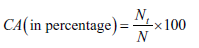 CA(in percentage) = N_t / N × 100